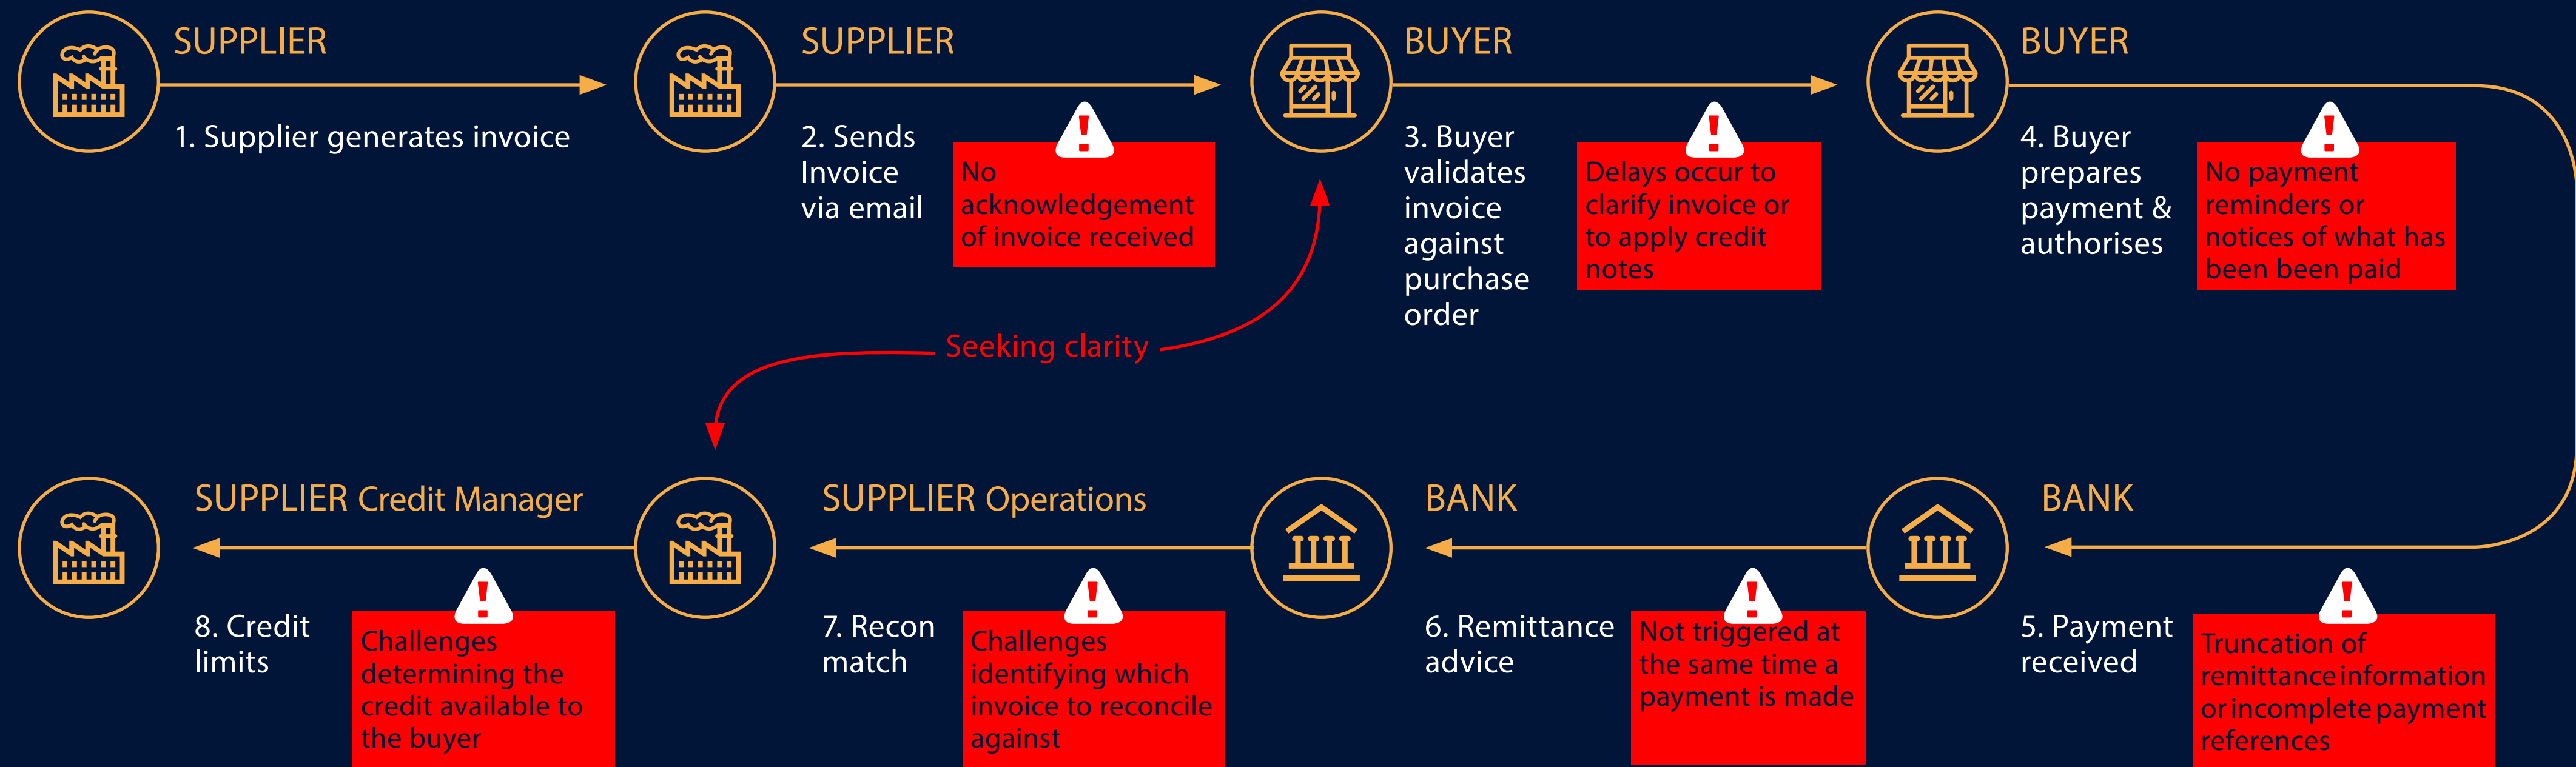 SUPPLIER
1. Supplier generates invoice
SUPPLIER
2. Sends
Invoice
via email
!
No
acknowledgement
of invoice received
BUYER
3. Buyer
validates
invoice
against
purchase
order
!
Delays occur to
clarify invoice or
to apply credit
notes
BUYER
4. Buyer
prepares
payment &
authorises
!
No payment
reminders or
notices of what has
been been paid
Seeking clarity
SUPPLIER Credit Manager
8. Credit
limits
!
Challenges
determining the
credit available to
the buyer
SUPPLIER Operations
7. Recon
match
!
Challenges
identifying which
invoice to reconcile
against
BANK
6. Remittance
advice
!
Not triggered at
the same time a
payment is made
BANK
5. Payment
received
!
Truncation of
remittance information
or incomplete payment
references